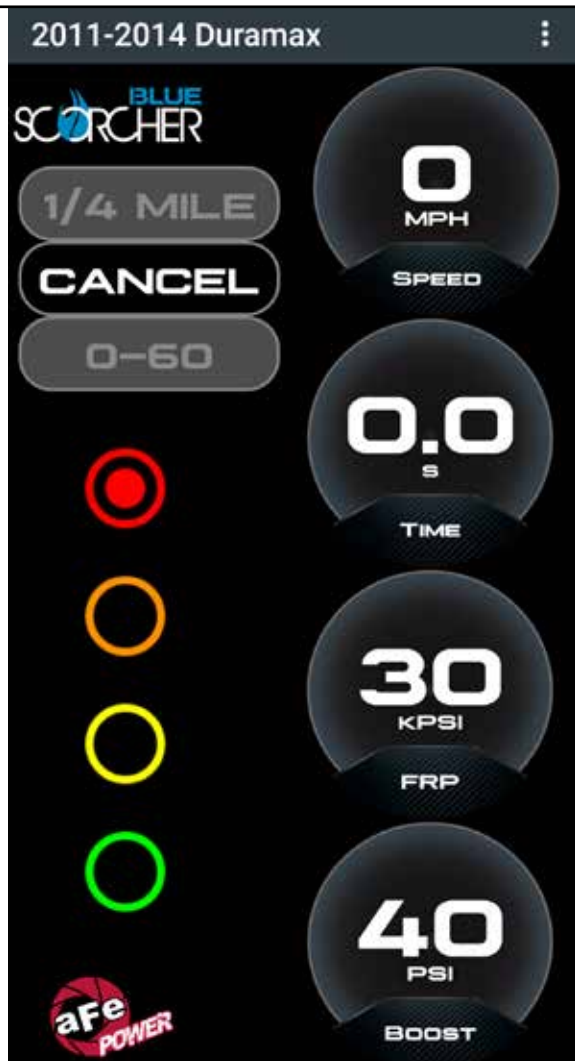 2011-2014 Duramax
BLUE
SCORCHER
1/4 MILE
CANCEL
0-60
0
MPH
SPEED
0.0
S
TIME
30
KPSI
FRP
40
PSI
BOOST
aFe
POWER